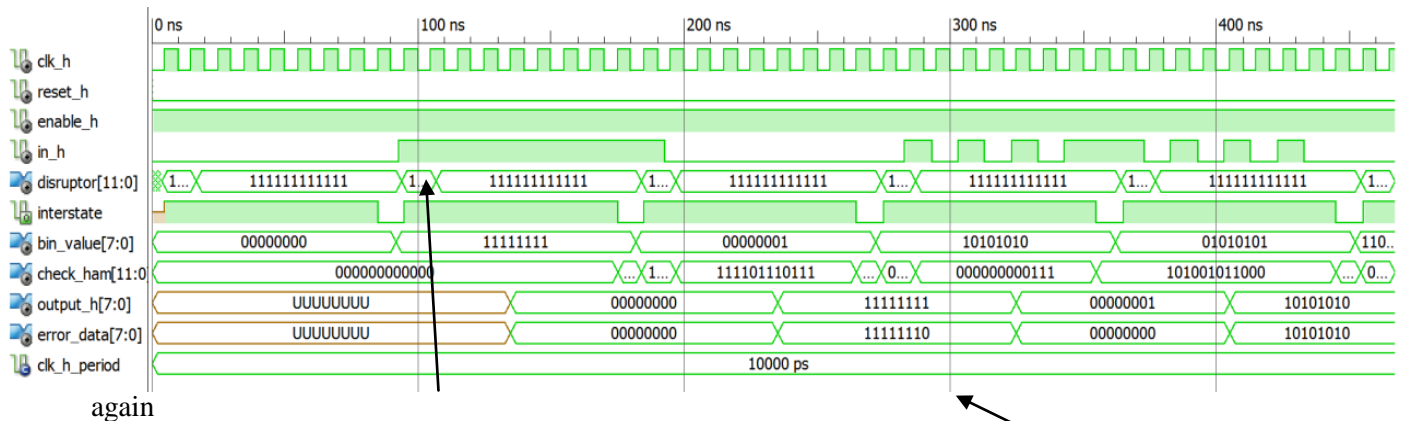 0 ns 100 ns 200 ns 300 ns 400 ns
clk_h
reset_h
enable_h
in_h
disruptor[11:0] 1... 111111111111 1... 111111111111 1... 111111111111 1... 111111111111 1... 111111111111 1...
interstate
bin_value[7:0] 00000000 11111111 00000001 10101010 01010101 110..
check_ham[11:0 000000000000 ... 1... 111101110111 ... 0... 000000000111 101001011000 ... 0...
output_h[7:0] UUUUUUUU 00000000 11111111 00000001 10101010
error_data[7:0] UUUUUUUU 00000000 11111110 00000000 10101010
clk_h_period 10000 ps
again